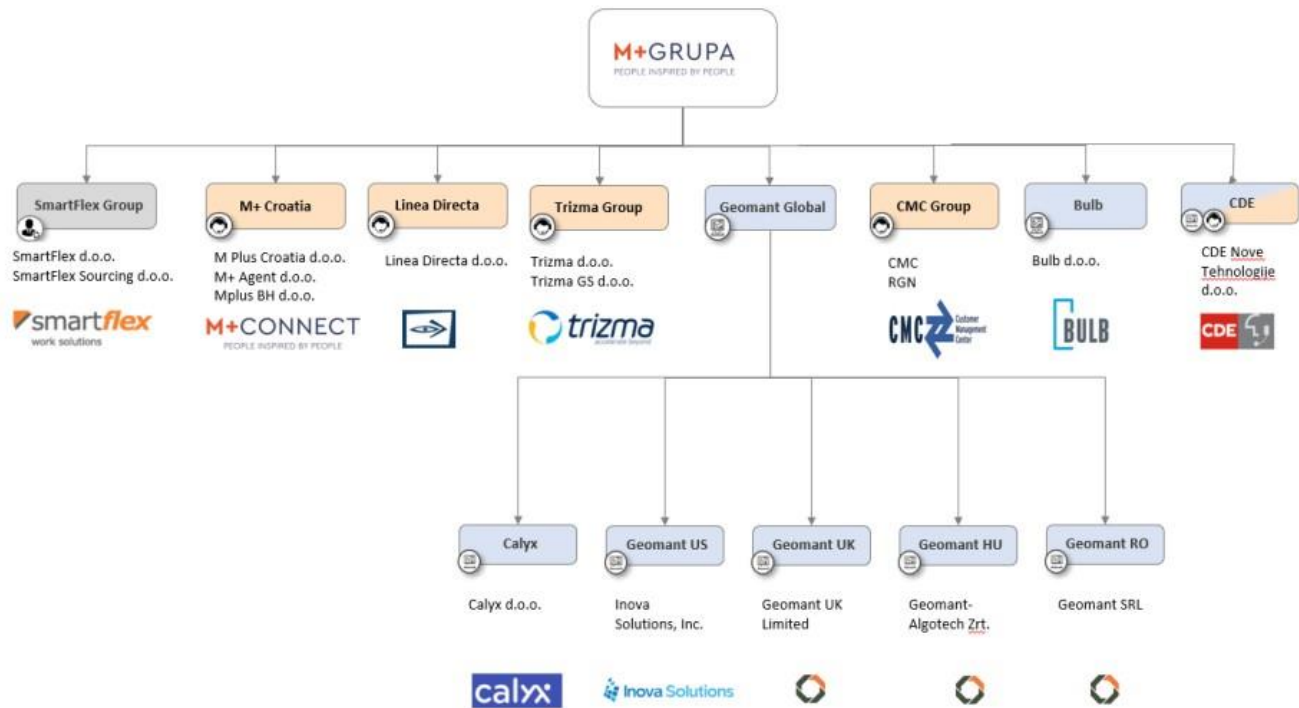 M+GRUPA
PEOPLE INSPIRED BY PEOPLE
SmartFlex Group
M+ Croatia
Linea Directa
Trizma Group
Geomant Global
CMC Group
Bulb
CDE
SmartFlex d.o.o.
SmartFlex Sourcing d.o.o.
M Plus Croatia d.o.o.
M+ Agent d.o.o.
Mplus BH d.o.o.
Linea Directa d.o.o.
Trizma d.o.o.
Trizma GS d.o.o.
CMC
RGN
Bulb d.o.o.
CDE Nove
Tehnologije
d.o.o.
smartflex
work solutions
M+CONNECT
PEOPLE INSPIRED BY PEOPLE
trizma
accelerate beyond
CMC
Customer
Management
Center
BULB
CDE
Calyx
Geomant US
Geomant UK
Geomant HU
Geomant RO
Calyx d.o.o.
Inova
Solutions, Inc.
Geomant UK
Limited
Geomant-
Algotech Zrt.
Geomant SRL
calyx
Inova Solutions